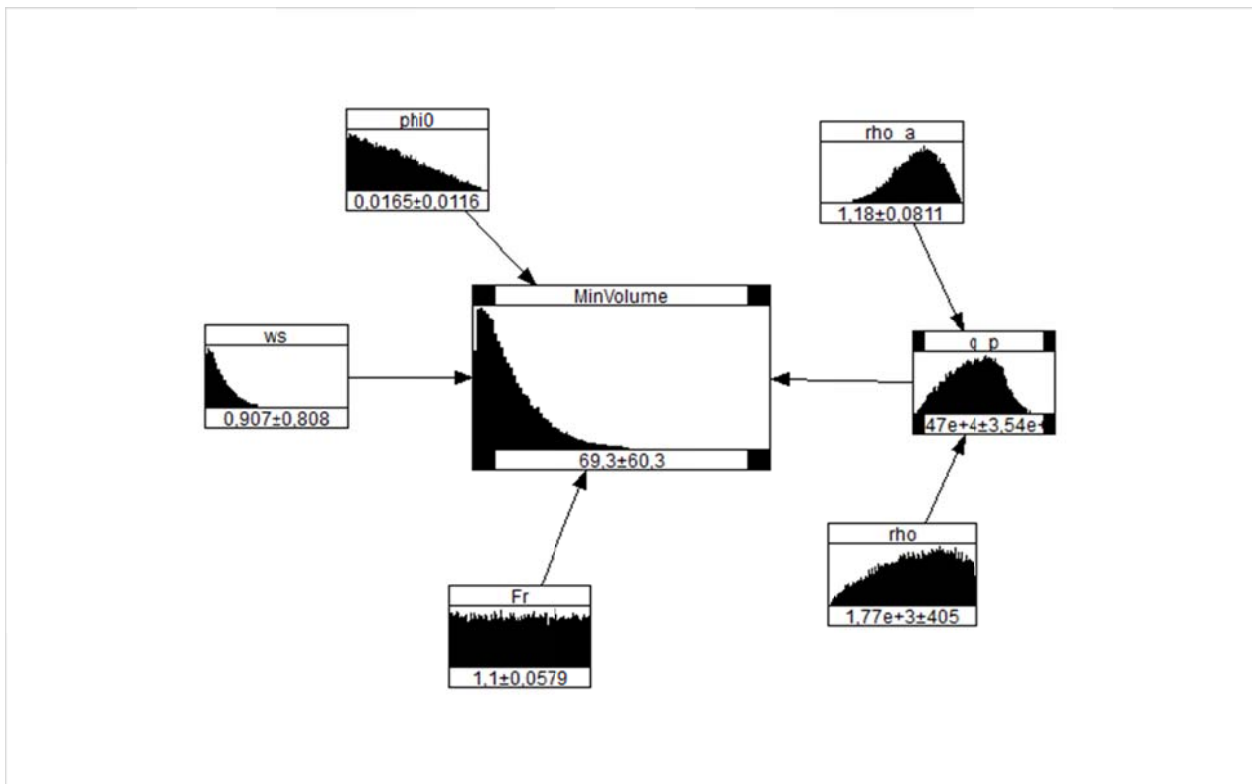 phi0
0,0165±0,0116
rho_a
1,18±0,0811
MinVolume
69,3±60,3
ws
0,907±0,808
g_p
47e+4±3,54e+
rho
1,77e+3±405
Fr
1,1±0,0579